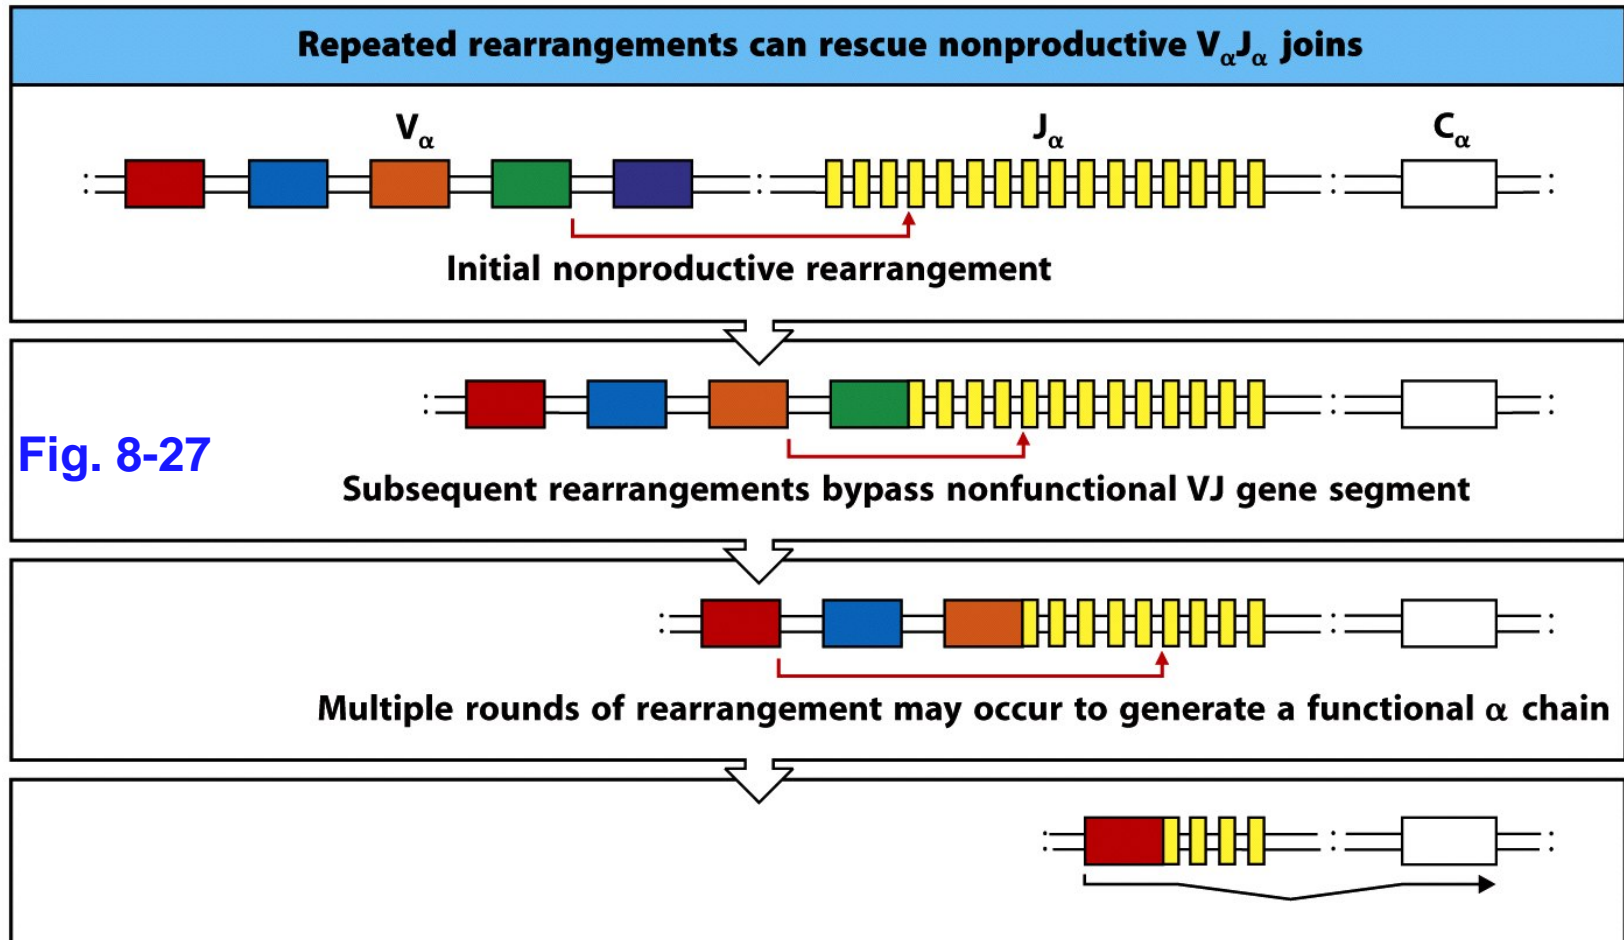 Repeated rearrangements can rescue nonproductive VαJα joins
Vα
Jα
Cα
Initial nonproductive rearrangement
Fig. 8-27
Subsequent rearrangements bypass nonfunctional VJ gene segment
Multiple rounds of rearrangement may occur to generate a functional α chain